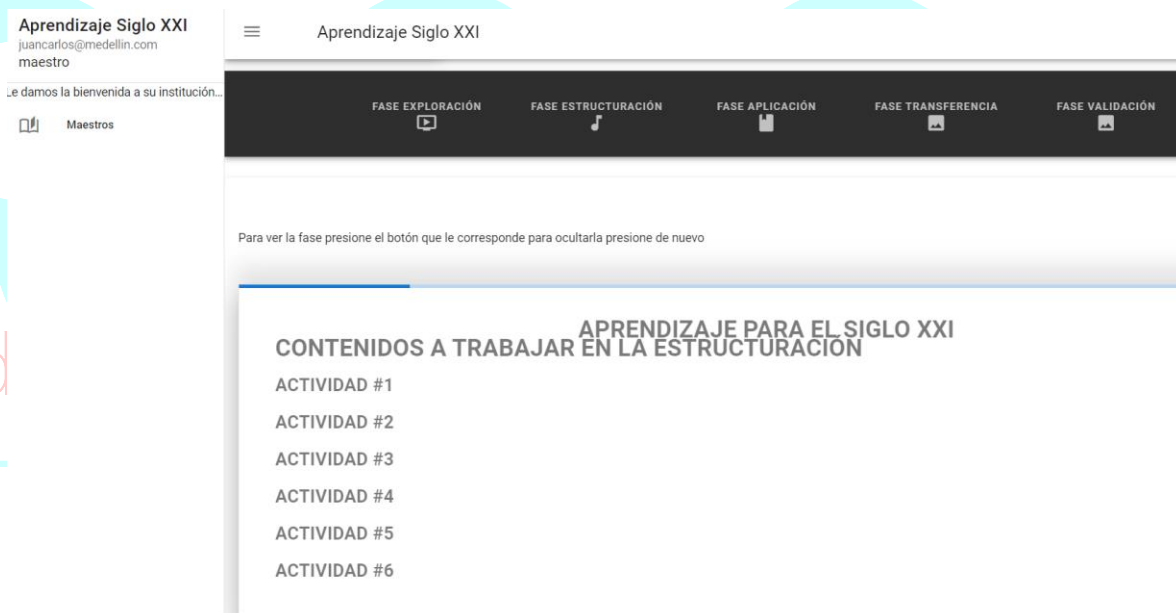 Aprendizaje Siglo XXI
juancarlos@medellin.com
maestro
Le damos la bienvenida a su institución...
Maestros
Aprendizaje Siglo XXI
FASE EXPLORACIÓN
FASE ESTRUCTURACIÓN
FASE APLICACIÓN
FASE TRANSFERENCIA
FASE VALIDACIÓN
Para ver la fase presione el botón que le corresponde para ocultarla presione de nuevo
APRENDIZAJE PARA EL SIGLO XXI
CONTENIDOS A TRABAJAR EN LA ESTRUCTURACIÓN
ACTIVIDAD #1
ACTIVIDAD #2
ACTIVIDAD #3
ACTIVIDAD #4
ACTIVIDAD #5
ACTIVIDAD #6